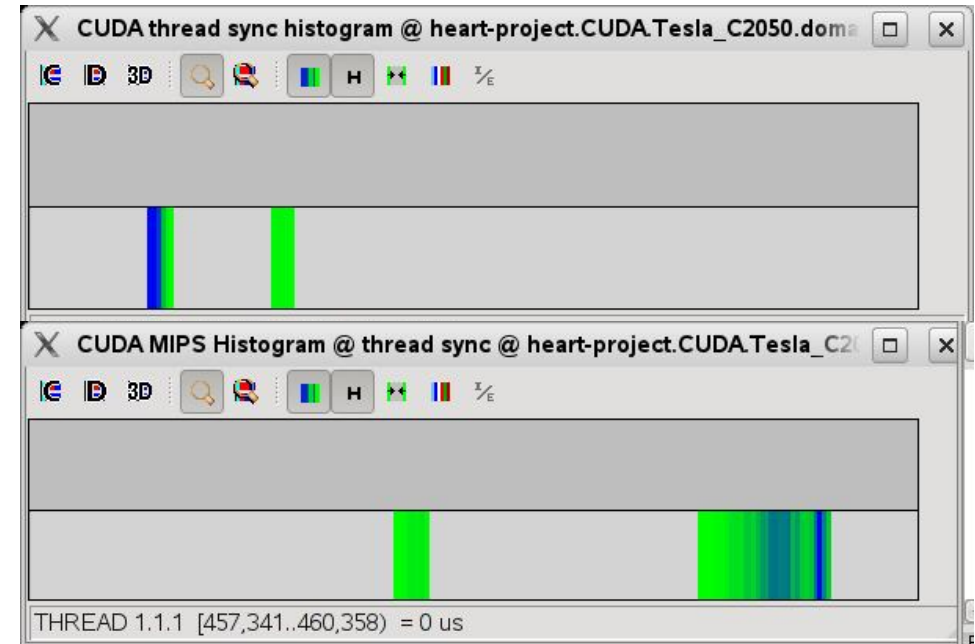 CUDA thread sync histogram @ heart-project.CUDA.Tesla_C2050.doma
3D H I/E
CUDA MIPS Histogram @ thread sync @ heart-project.CUDA.Tesla_C2
3D H I/E
THREAD 1.1.1 [457,341..460,358) = 0 us